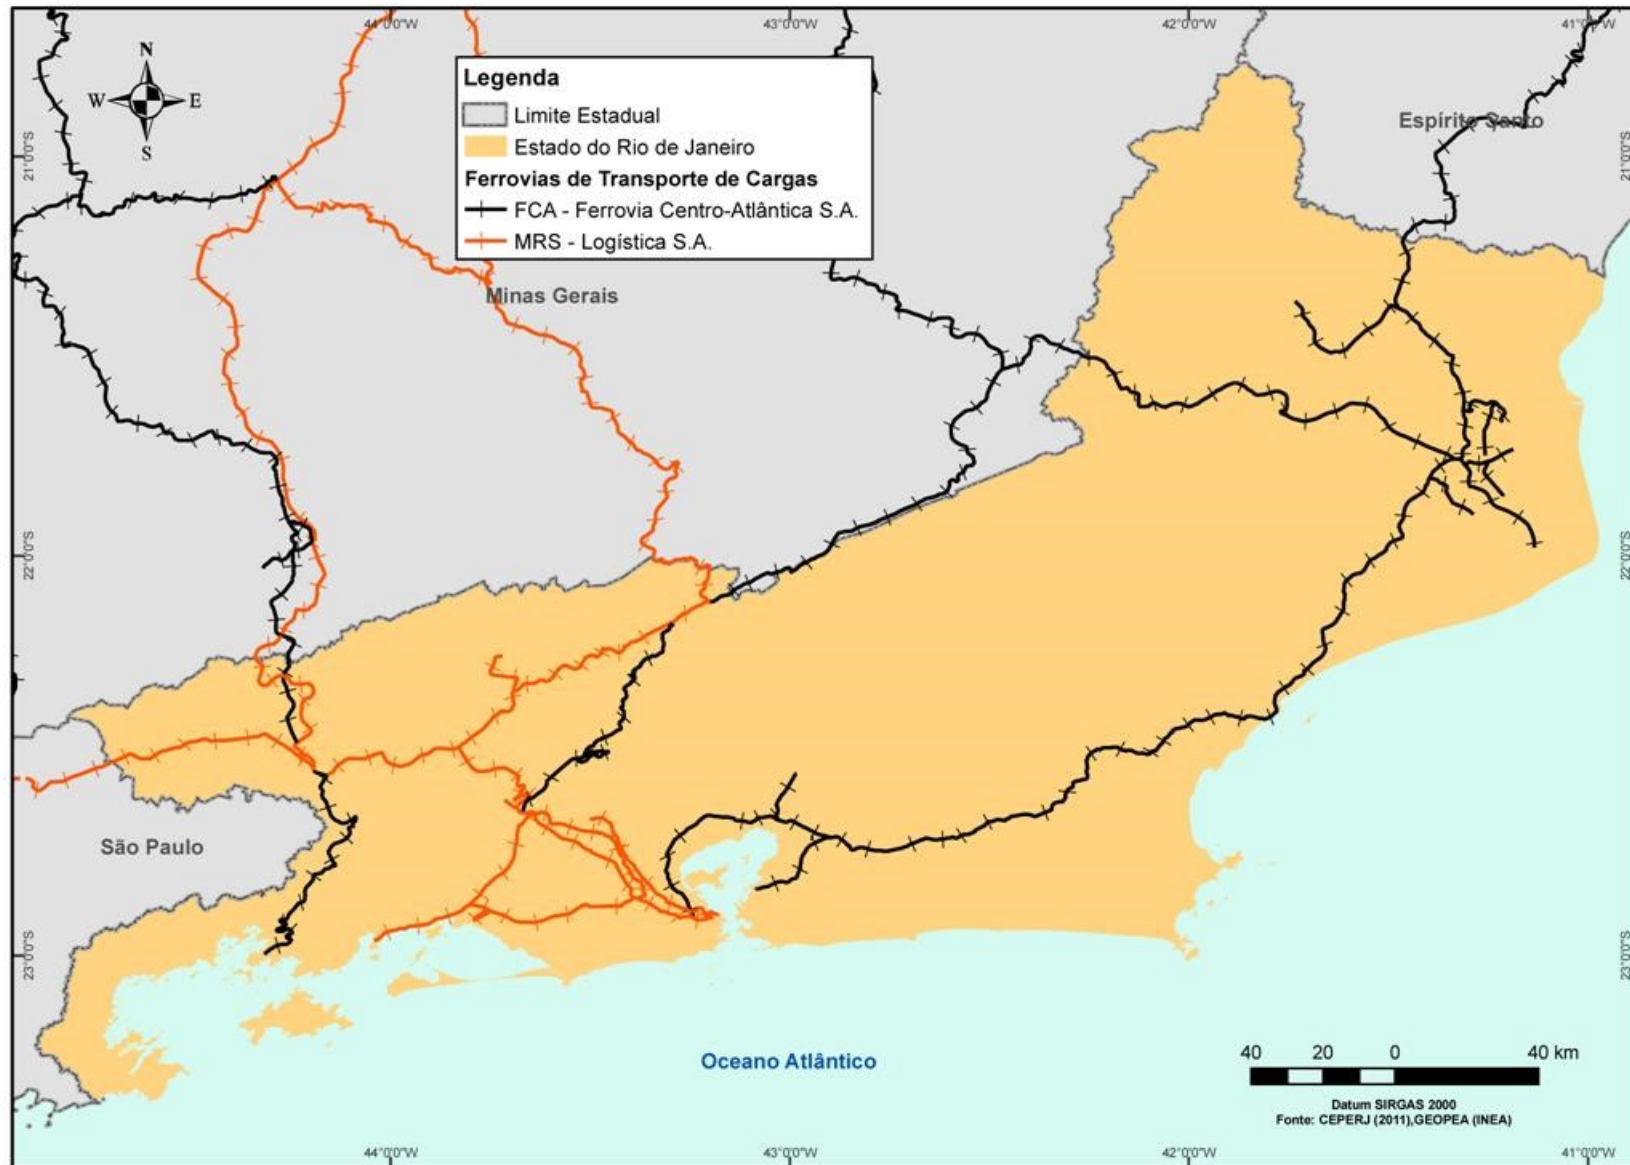 44°0'0"W
43°0'0"W
42°0'0"W
41°0'0"W
N
W
E
S
Legenda
Limite Estadual
Estado do Rio de Janeiro
Ferrovias de Transporte de Cargas
FCA - Ferrovia Centro-Atlântica S.A.
MRS - Logística S.A.
Espírito Santo
21°0'0"S
21°0'0"S
Minas Gerais
22°0'0"S
22°0'0"S
São Paulo
23°0'0"S
23°0'0"S
Oceano Atlântico
40 20 0 40 km
Datum SIRGAS 2000
Fonte: CEPERJ (2011),GEOPEA (INEA)
44°0'0"W
43°0'0"W
42°0'0"W
41°0'0"W